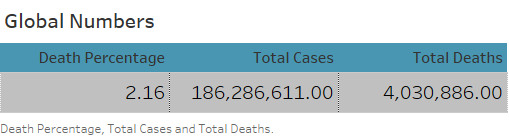 Global Numbers
Death Percentage Total Cases Total Deaths
2.16 186,286,611.00 4,030,886.00
Death Percentage, Total Cases and Total Deaths.